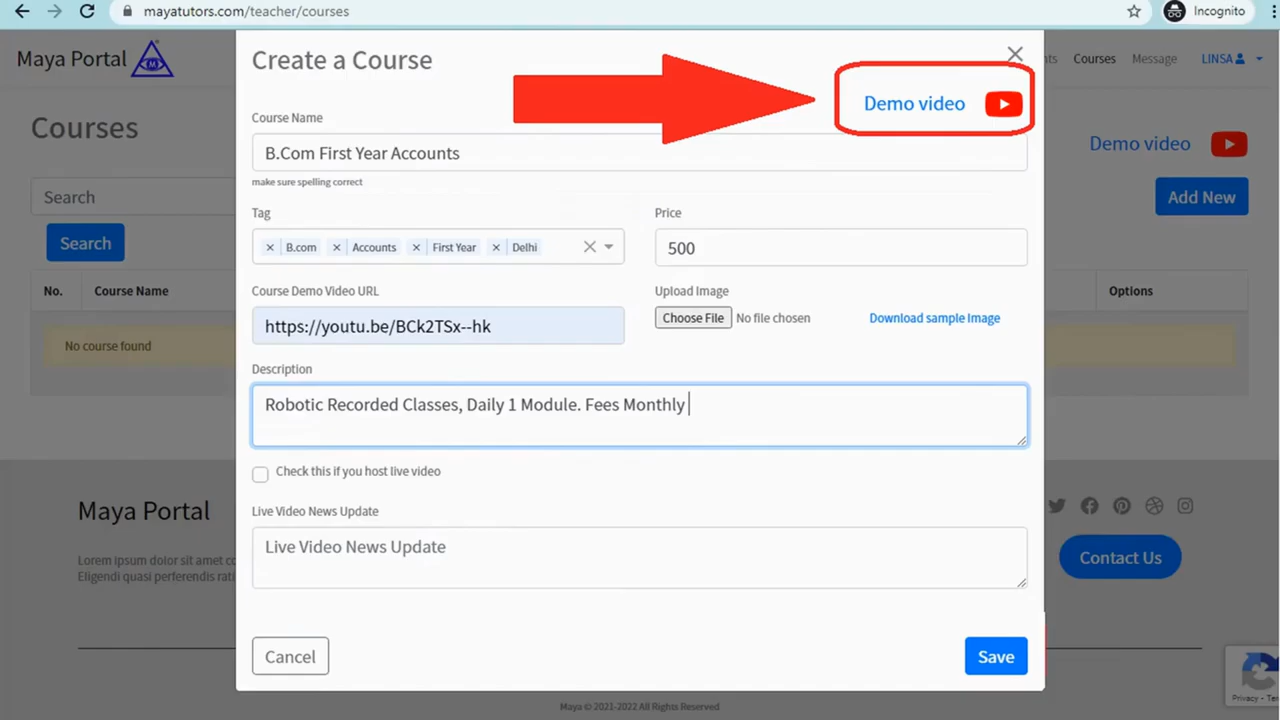 mayatutors.com/teacher/courses
Incognito
Maya Portal
Courses
Message
LINSA
Create a Course
Demo video
Courses
Course Name
Demo video
B.Com First Year Accounts
make sure spelling correct
Search
Add New
Tag
Price
Search
B.com
Accounts
First Year
Delhi
500
No.
Course Name
Course Demo Video URL
Upload Image
Options
https://youtu.be/BCk2TSx--hk
Choose File No file chosen
Download sample Image
No course found
Description
Robotic Recorded Classes, Daily 1 Module. Fees Monthly
Check this if you host live video
Maya Portal
Live Video News Update
Live Video News Update
Lorem ipsum dolor sit amet
Eligendi quasi perferendis
Contact Us
Cancel
Save
Privacy
Maya © 2021-2022 All Rights Reserved